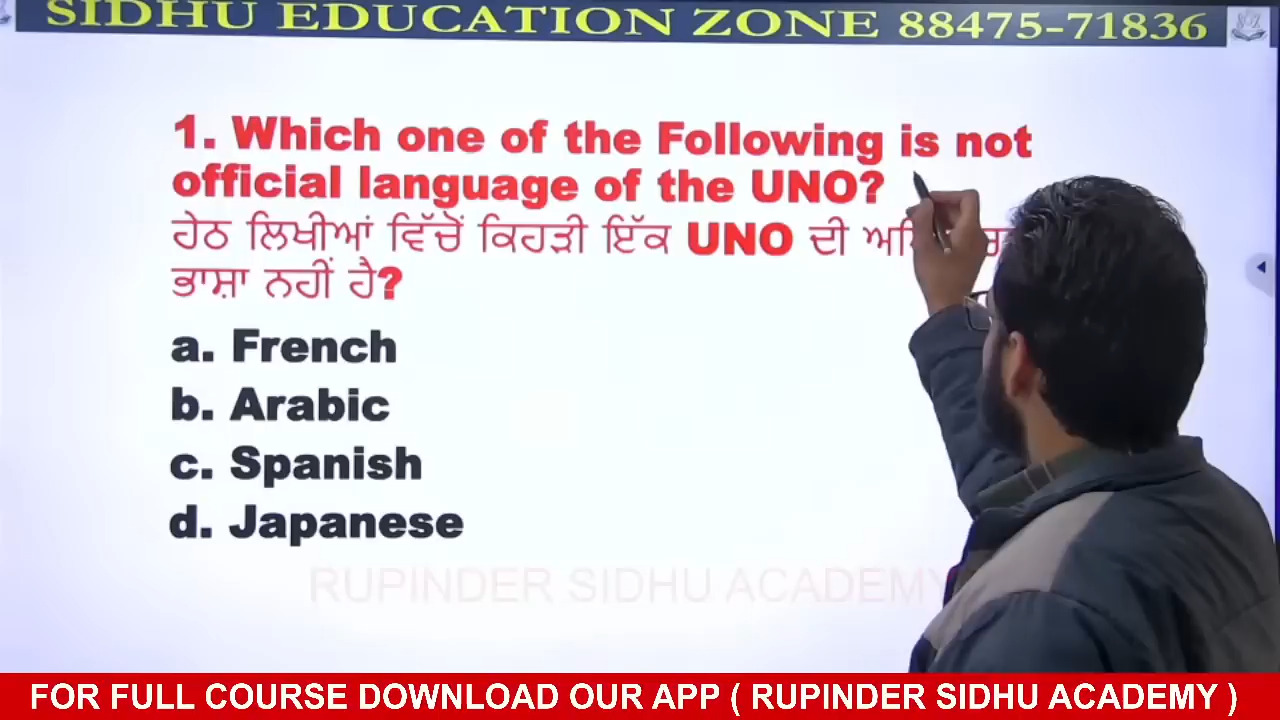 SIDHU EDUCATION ZONE 88475-71836
1. Which one of the Following is not
official language of the UNO?
ਹੇਠ ਲਿਖੀਆਂ ਵਿੱਚੋਂ ਕਿਹੜੀ ਇੱਕ UNO ਦੀ
ਭਾਸ਼ਾ ਨਹੀਂ ਹੈ?
a. French
b. Arabic
c. Spanish
d. Japanese
RUPINDER SIDHU ACADEMY
FOR FULL COURSE DOWNLOAD OUR APP ( RUPINDER SIDHU ACADEMY )